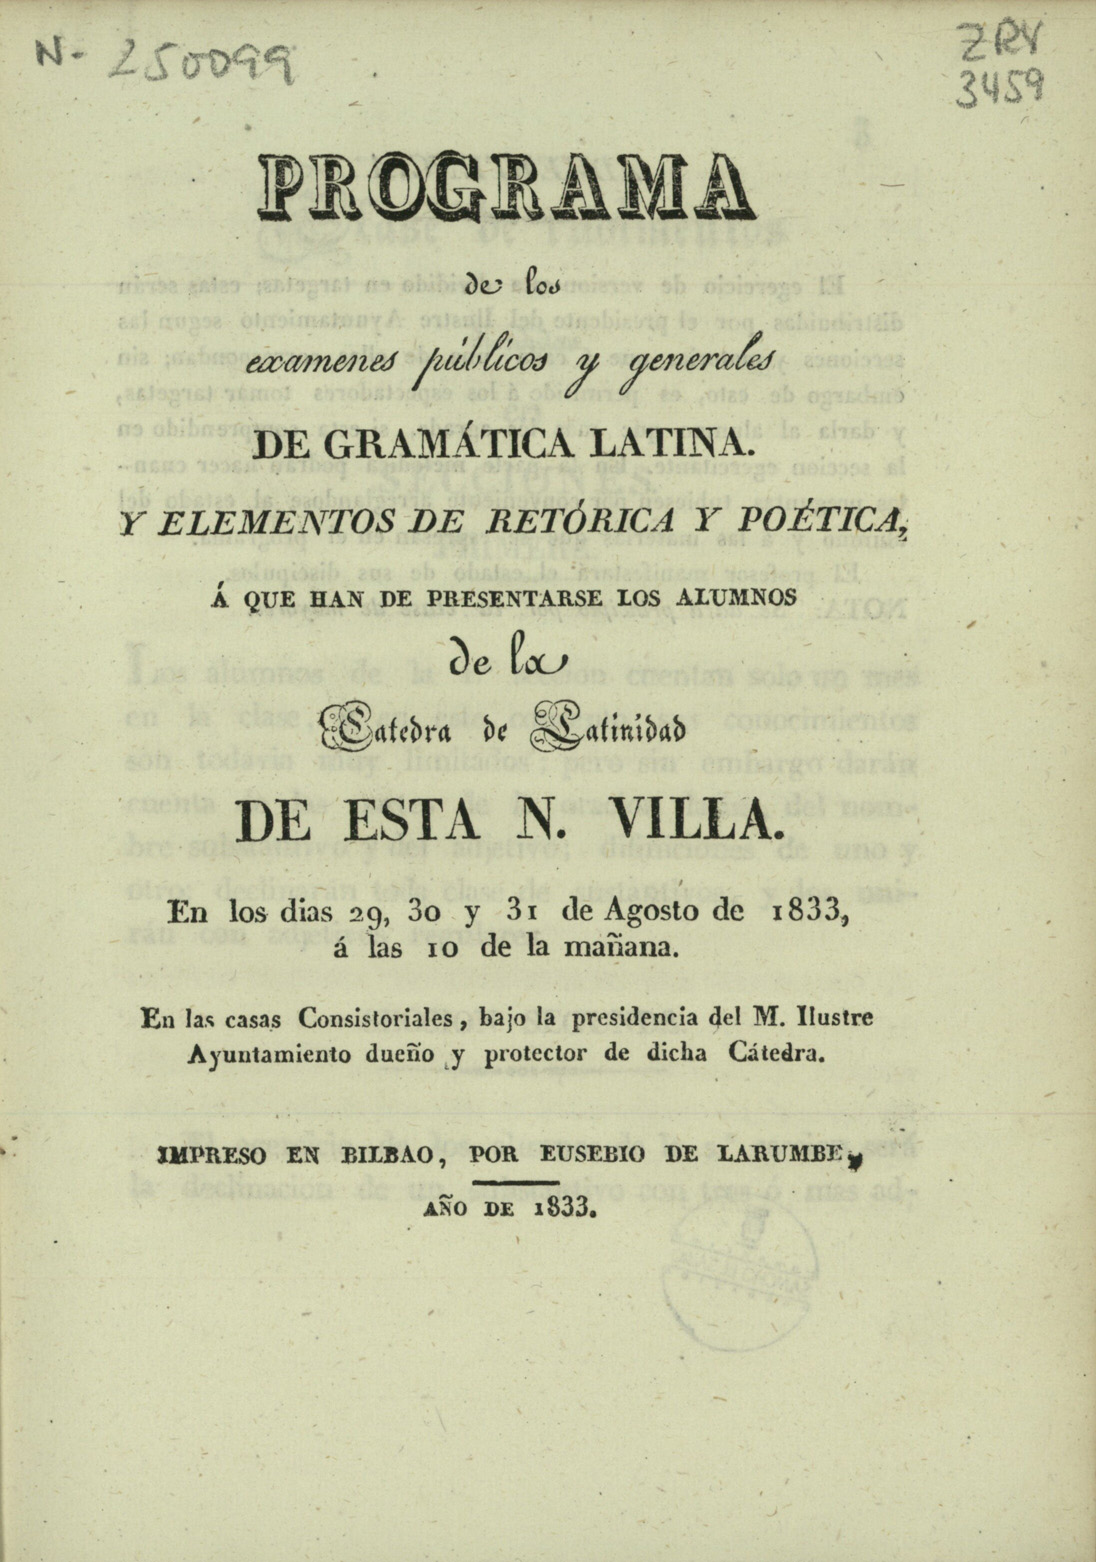 N- 250099
ZRV
3459
PROGRAMA
de los
examenes públicos y generales
DE GRAMÁTICA LATINA.
Y ELEMENTOS DE RETÓRICA Y POÉTICA,
Á QUE HAN DE PRESENTARSE LOS ALUMNOS
de la
Catedra de Latinidad
DE ESTA N. VILLA.
En los dias 29, 30 y 31 de Agosto de 1833,
á las 10 de la mañana.
En las casas Consistoriales, bajo la presidencia del M. Ilustre
Ayuntamiento dueño y protector de dicha Cátedra.
IMPRESO EN BILBAO, POR EUSEBIO DE LARUMBE,
AÑO DE 1833.